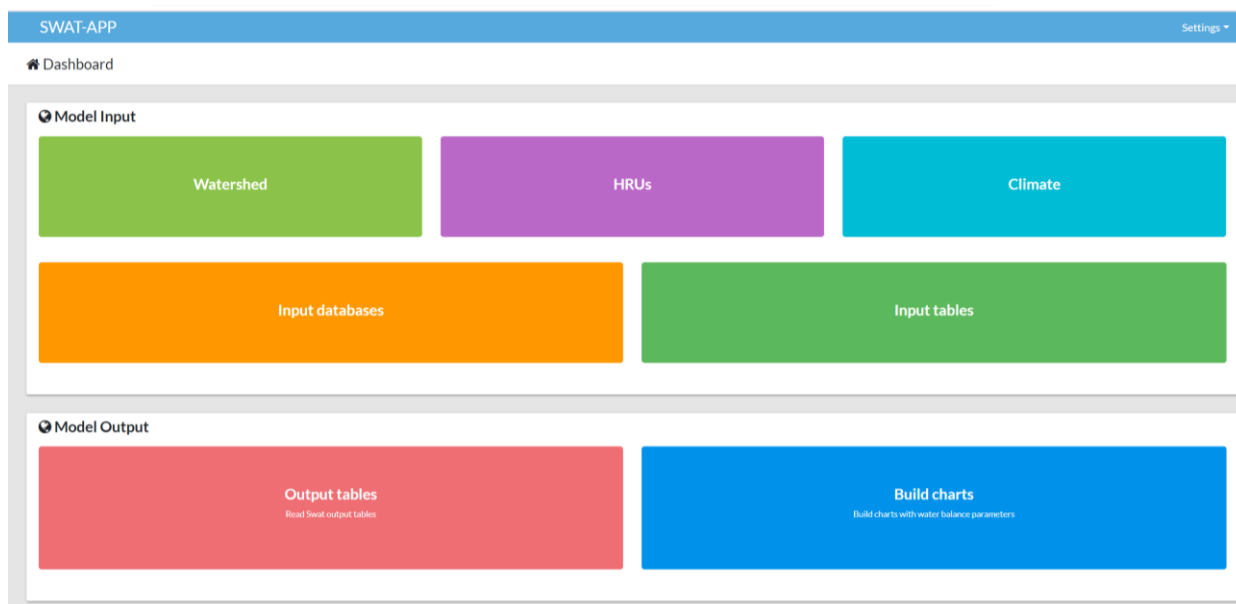 SWAT-APP
Settings
Dashboard
Model Input
Watershed
HRUs
Climate
Input databases
Input tables
Model Output
Output tables
Read Swat output tables
Build charts
Build charts with water balance parameters